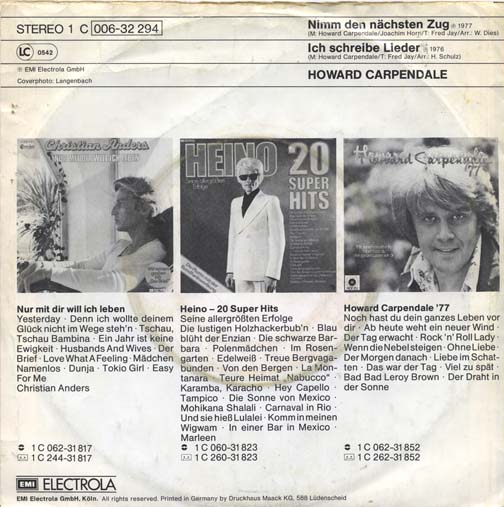 STEREO 1 C 006-32 294
LC 0542
℗ EMI Electrola GmbH
Coverphoto: Langenbach
Nimm den nächsten Zug ℗ 1977
(M: Howard Carpendale/Joachim Horn/T: Fred Jay/Arr.: W. Dies)
Ich schreibe Lieder 1976
(M: Howard Carpendale/T: Fred Jay/Arr.: H. Schulz)
HOWARD CARPENDALE
Christian Anders
NUR MIT DIR WILL ICH LEBEN
HEINO
Seine allergrößten
Erfolge
20
SUPER
HITS
Howard Carpendale
'77
Nur mit dir will ich leben
Yesterday · Denn ich wollte deinem
Glück nicht im Wege steh'n · Tschau,
Tschau Bambina · Ein Jahr ist keine
Ewigkeit · Husbands And Wives · Der
Brief · Love What A Feeling · Mädchen
Namenlos · Dunja · Tokio Girl · Easy
For Me
Christian Anders
1 C 062-31 817
1 C 244-31 817
Heino – 20 Super Hits
Seine allergrößten Erfolge
Die lustigen Holzhackerbub'n · Blau
blüht der Enzian · Die schwarze Bar-
bara · Polenmädchen · Im Rosen-
garten · Edelweiß · Treue Bergvaga-
bunden · Von den Bergen · La Mon-
tanara · Teure Heimat „Nabucco"
Karamba, Karacho · Hey Capello ·
Tampico · Die Sonne von Mexico ·
Mohikana Shalali · Carnaval in Rio ·
Und sie hieß Lulalei · Komm in meinen
Wigwam · In einer Bar in Mexico ·
Marleen
1 C 060-31 823
1 C 260-31 823
Howard Carpendale '77
Noch hast du dein ganzes Leben vor
dir · Ab heute weht ein neuer Wind ·
Der Tag erwacht · Rock 'n' Roll Lady ·
Wenn die Nebel steigen · Ohne Liebe ·
Der Morgen danach · Liebe im Schat-
ten · Das war der Tag · Viel zu spät ·
Bad Bad Leroy Brown · Der Draht in
der Sonne
1 C 062-31 852
1 C 262-31 852
EMI ELECTROLA
EMI Electrola GmbH, Köln. All rights reserved. Printed in Germany by Druckhaus Maack KG, 588 Lüdenscheid